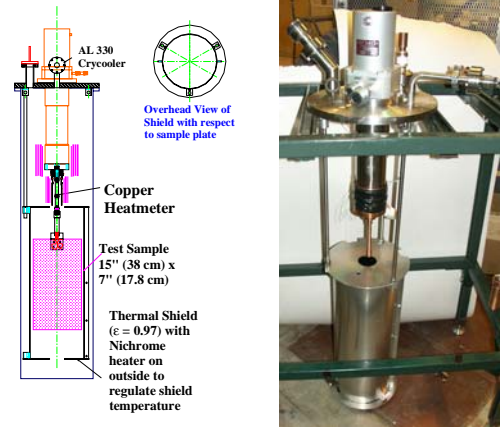 AL 330
Crycooler
Overhead View of
Shield with respect
to sample plate
Copper
Heatmeter
Test Sample
15" (38 cm) x
7" (17.8 cm)
Thermal Shield
(ε = 0.97) with
Nichrome
heater on
outside to
regulate shield
temperature